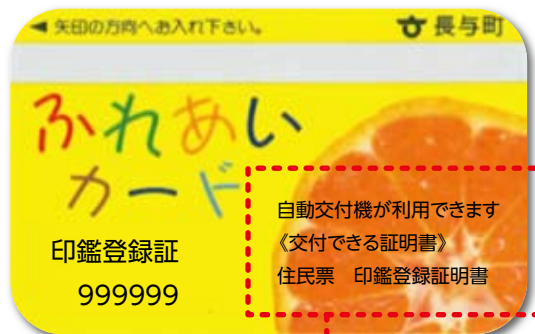 ◀ 矢印の方向へお入れ下さい。
長与町
ふれあい
カード
自動交付機が利用できます
《交付できる証明書》
住民票 印鑑登録証明書
印鑑登録証
999999